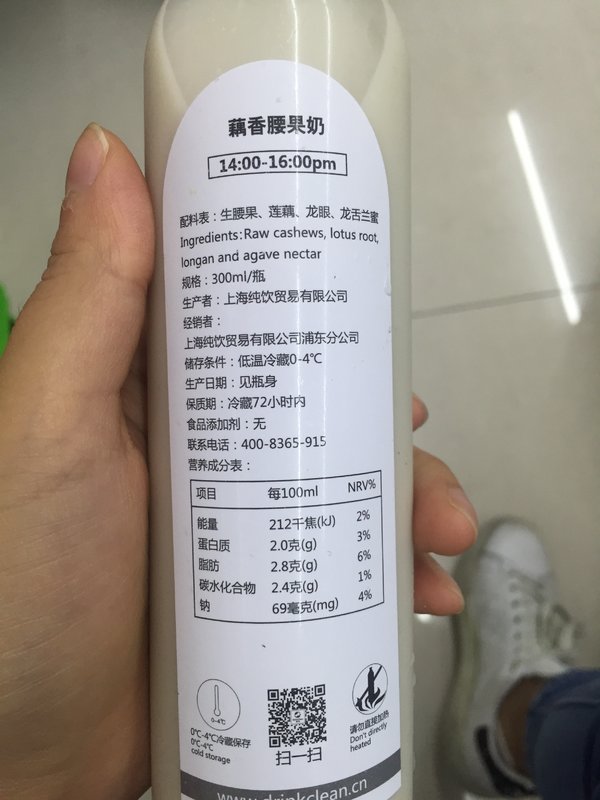 藕香腰果奶
14:00-16:00pm
配料表：生腰果、莲藕、龙眼、龙舌兰蜜
Ingredients:Raw cashews, lotus root,
longan and agave nectar
规格：300ml/瓶
生产者：上海纯饮贸易有限公司
经销者：
上海纯饮贸易有限公司浦东分公司
储存条件：低温冷藏0-4℃
生产日期：见瓶身
保质期：冷藏72小时内
食品添加剂：无
联系电话：400-8365-915
营养成分表：
项目 每100ml NRV%
能量 212千焦(kJ) 2%
蛋白质 2.0克(g) 3%
脂肪 2.8克(g) 6%
碳水化合物 2.4克(g) 1%
钠 69毫克(mg) 4%
0-4℃
0℃-4℃冷藏保存
0℃-4℃
cold storage
扫一扫
请勿直接加热
Don't directly
heated
www.drinkclean.cn